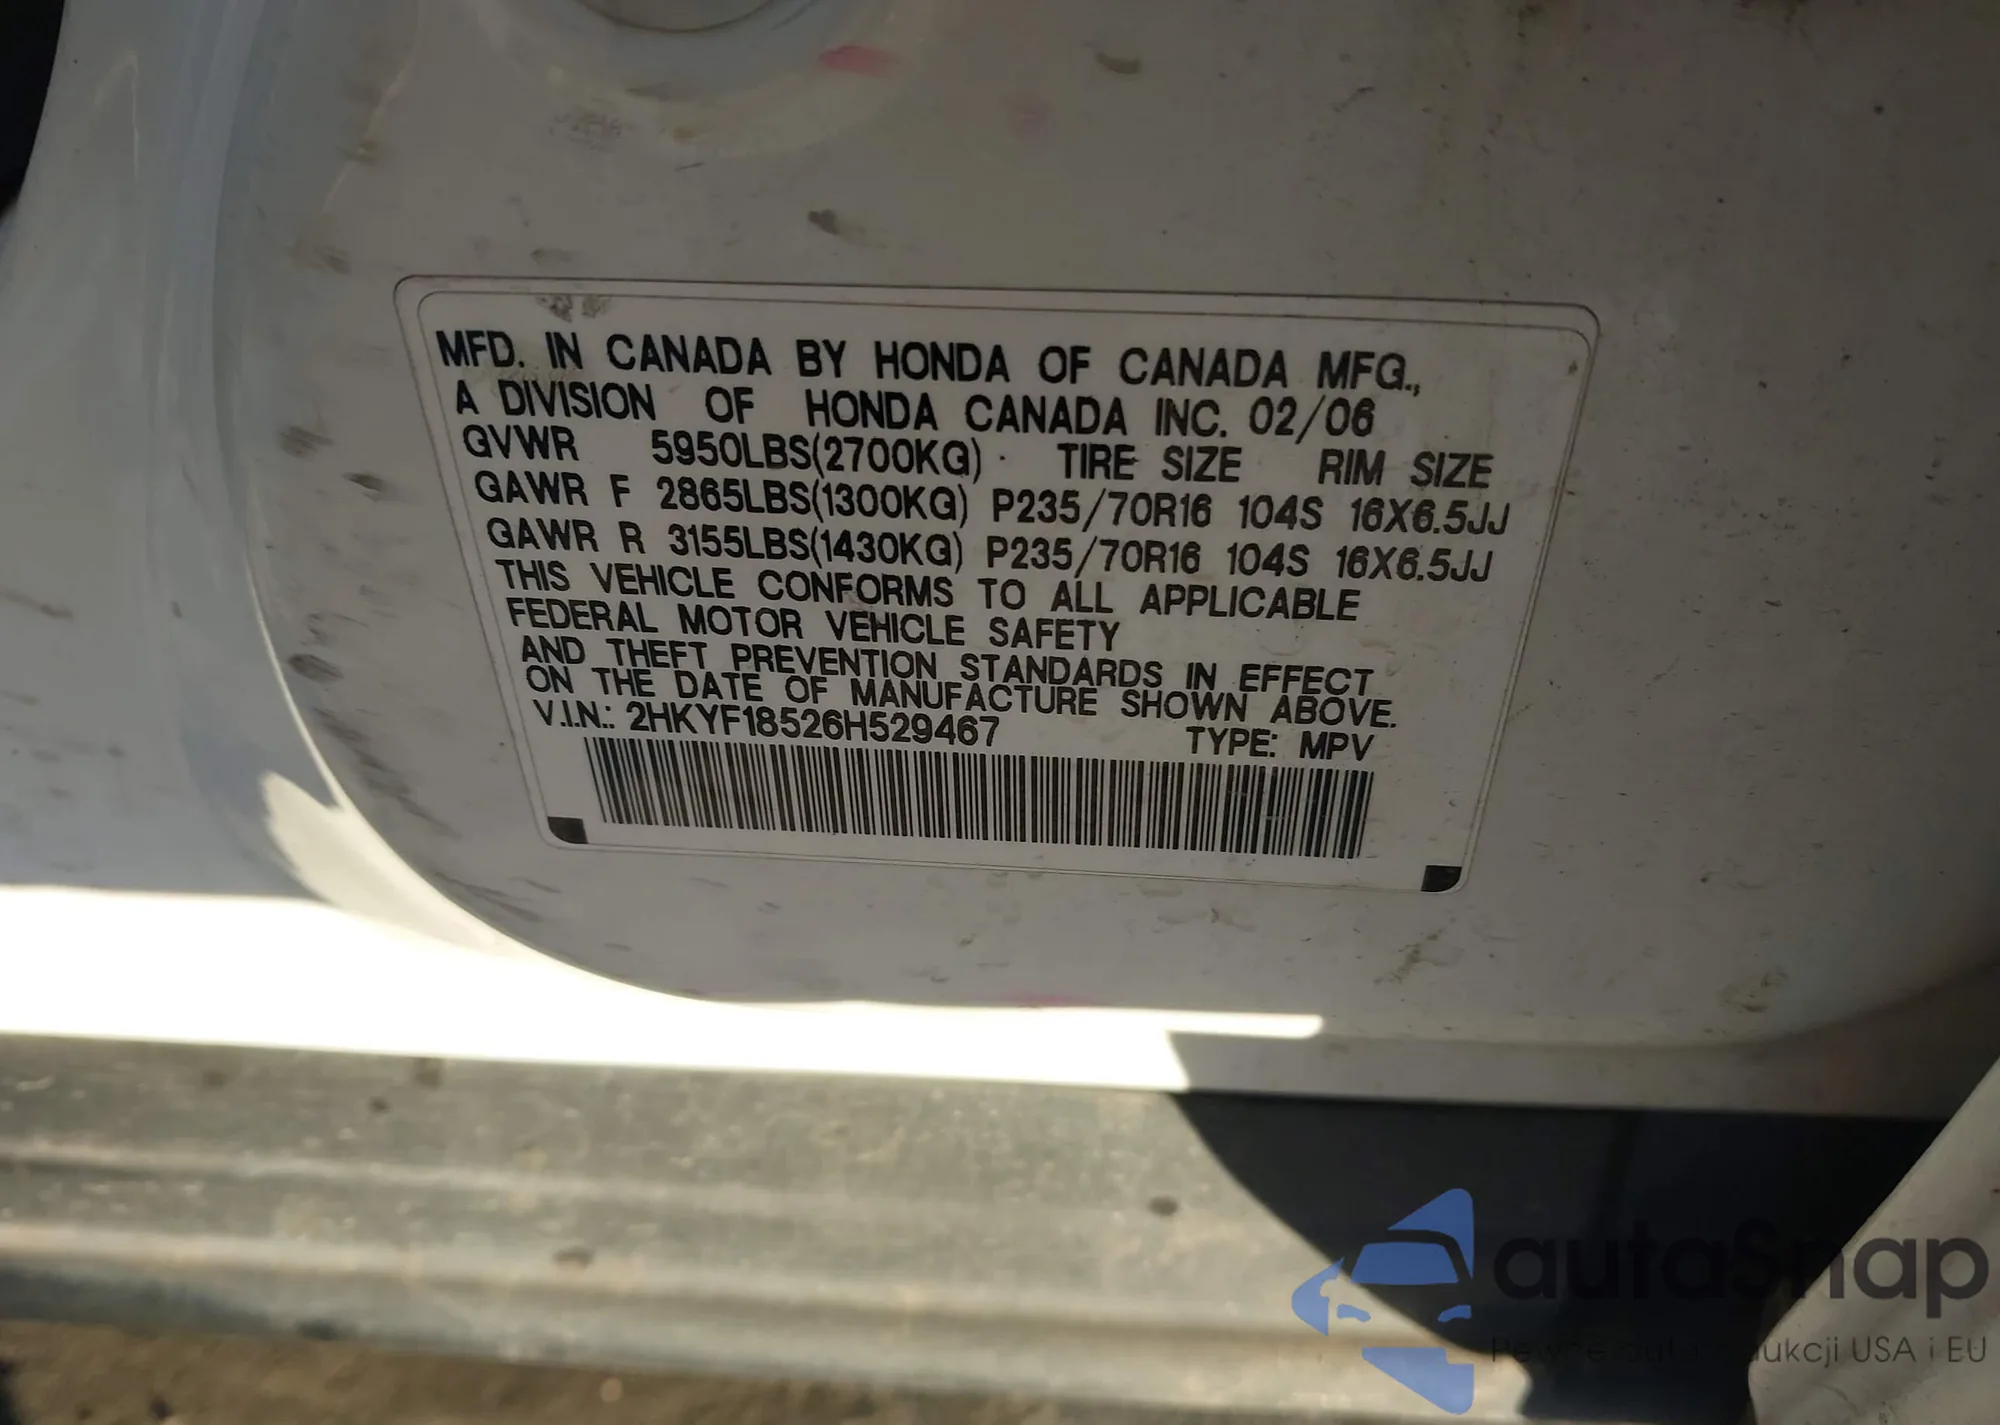 MFD. IN CANADA BY HONDA OF CANADA MFG.,
A DIVISION OF HONDA CANADA INC. 02/06
GVWR 5950LBS(2700KG) TIRE SIZE RIM SIZE
GAWR F 2865LBS(1300KG) P235/70R16 104S 16X6.5JJ
GAWR R 3155LBS(1430KG) P235/70R16 104S 16X6.5JJ
THIS VEHICLE CONFORMS TO ALL APPLICABLE
FEDERAL MOTOR VEHICLE SAFETY
AND THEFT PREVENTION STANDARDS IN EFFECT
ON THE DATE OF MANUFACTURE SHOWN ABOVE.
V.I.N.: 2HKYF18526H529467 TYPE: MPV
autaSnap
USA i EU